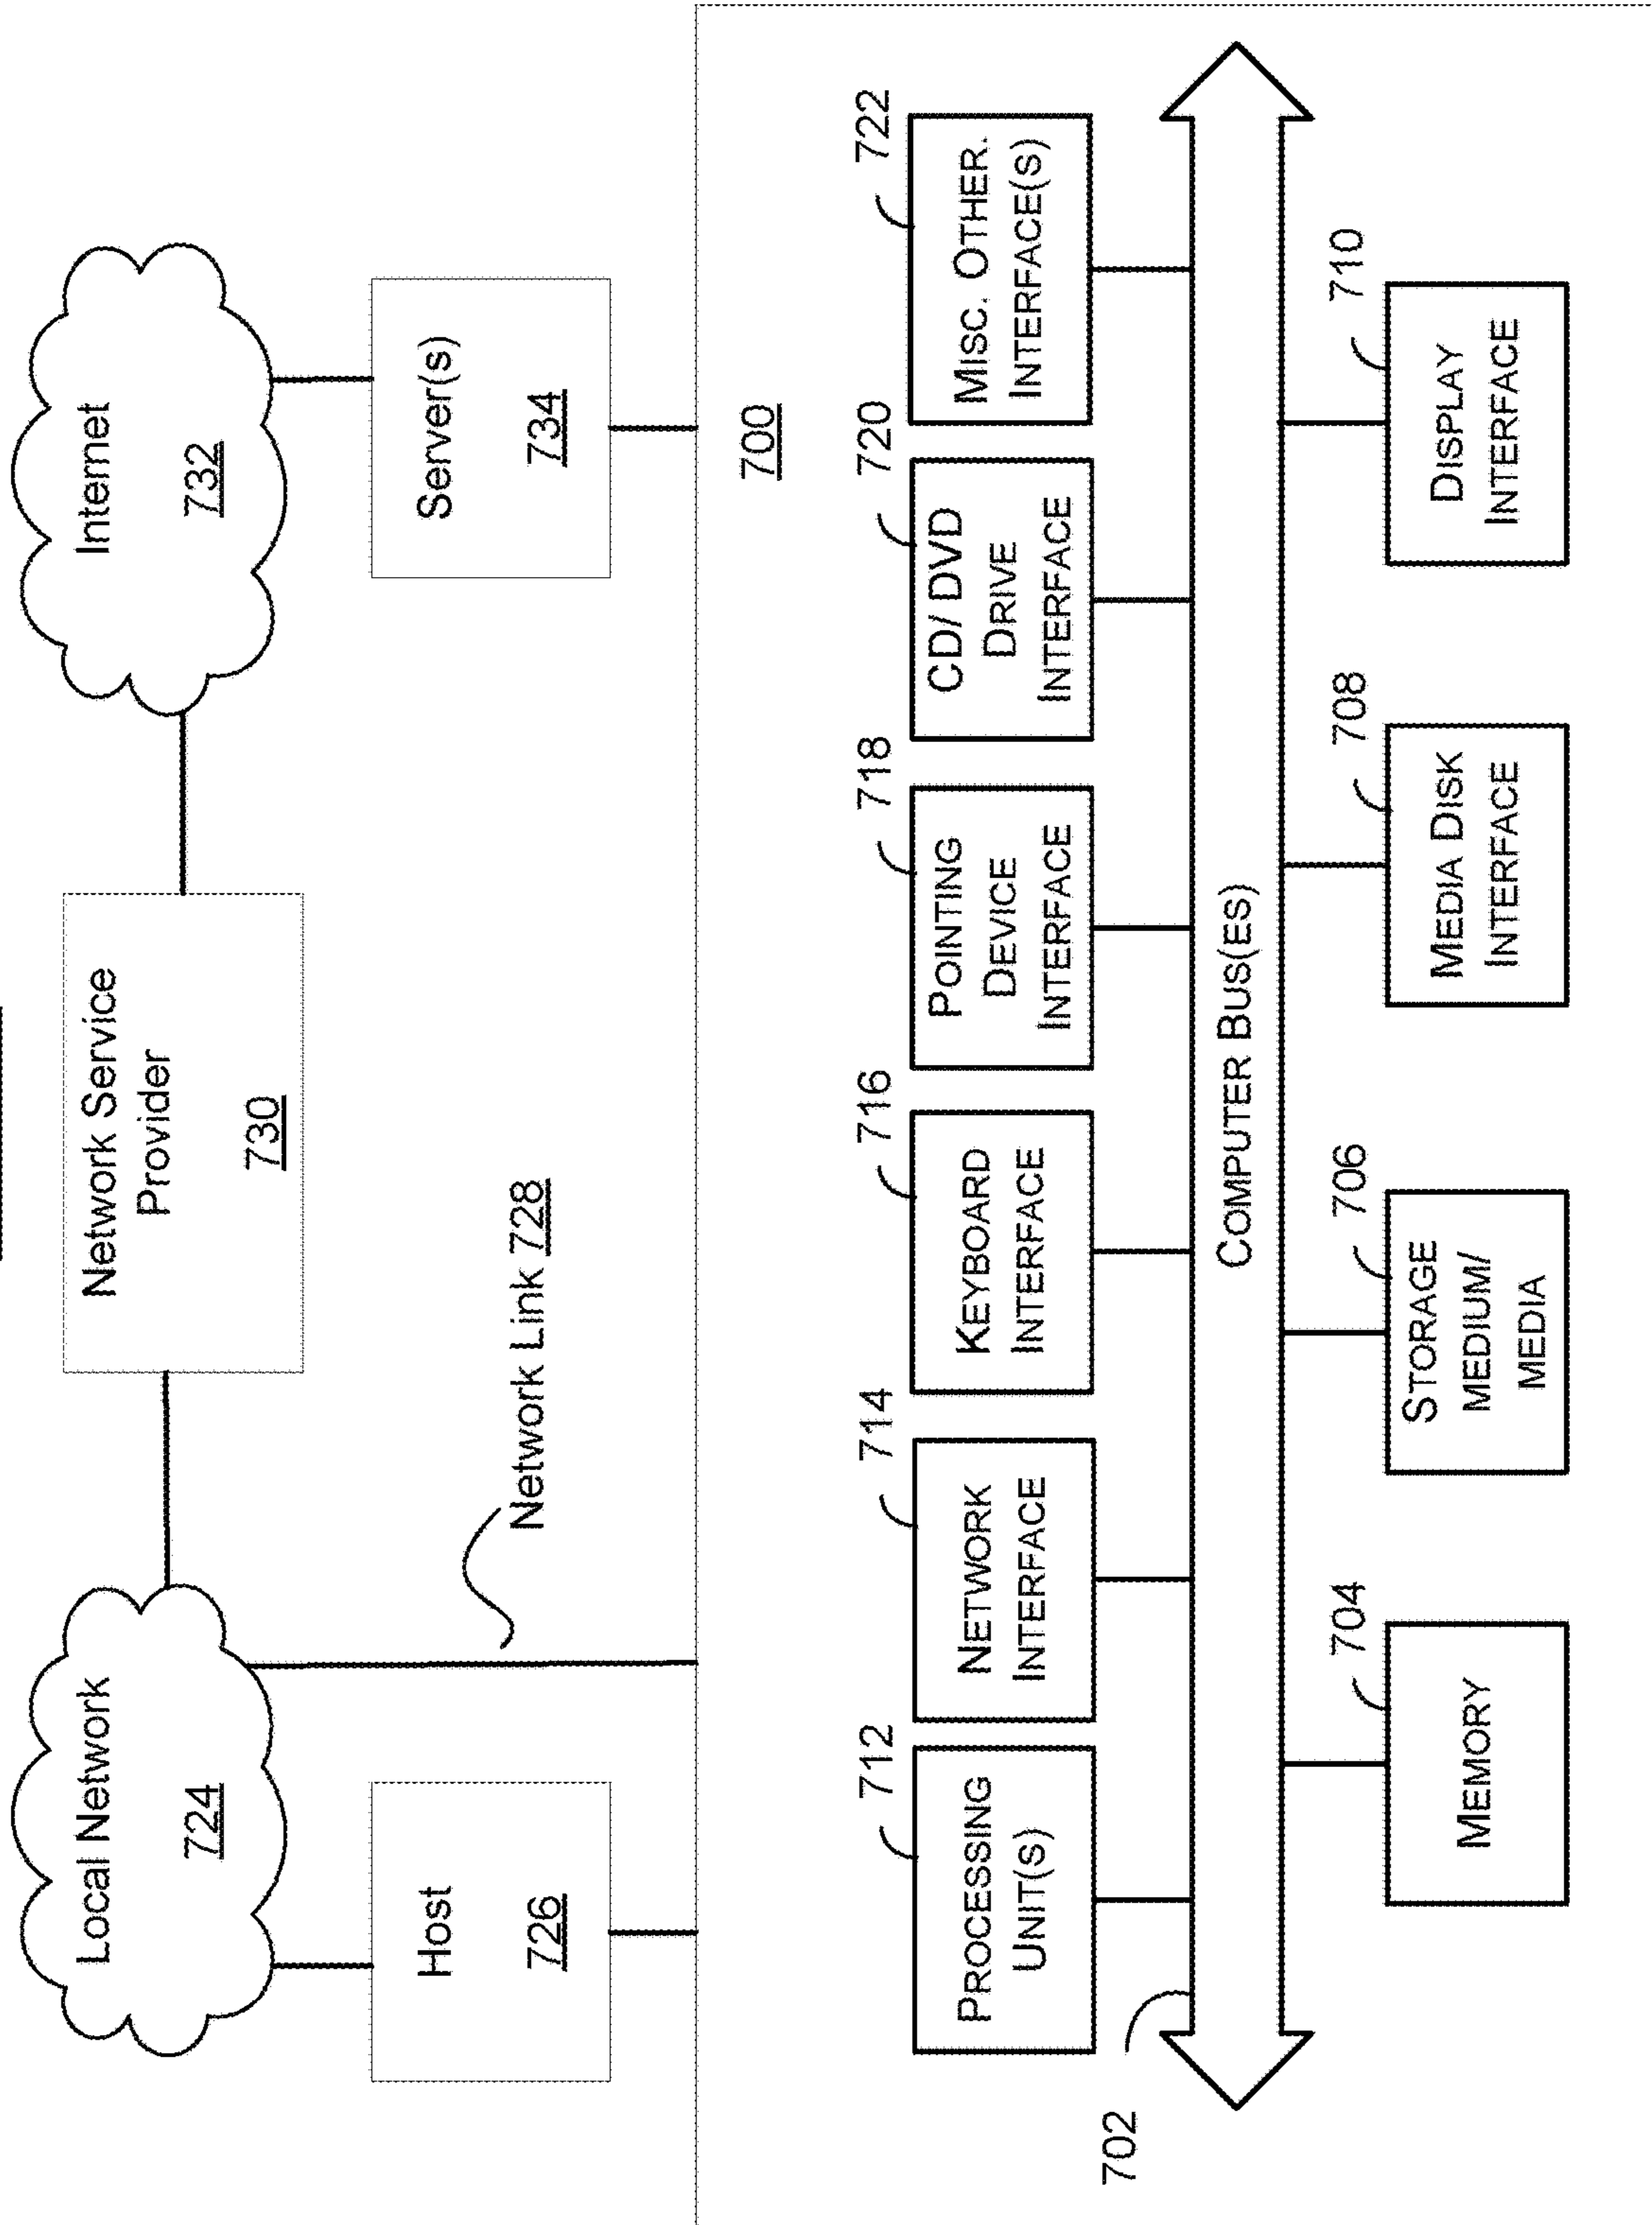 Local Network
724
Network Service
Provider
730
Internet
732
Host
726
Network Link 728
Server(s)
734
700
712
PROCESSING
UNIT(S)
714
NETWORK
INTERFACE
716
KEYBOARD
INTERFACE
718
POINTING
DEVICE
INTERFACE
720
CD/ DVD
DRIVE
INTERFACE
722
MISC. OTHER.
INTERFACE(S)
702
COMPUTER BUS(ES)
704
MEMORY
706
STORAGE
MEDIUM/
MEDIA
708
MEDIA DISK
INTERFACE
710
DISPLAY
INTERFACE